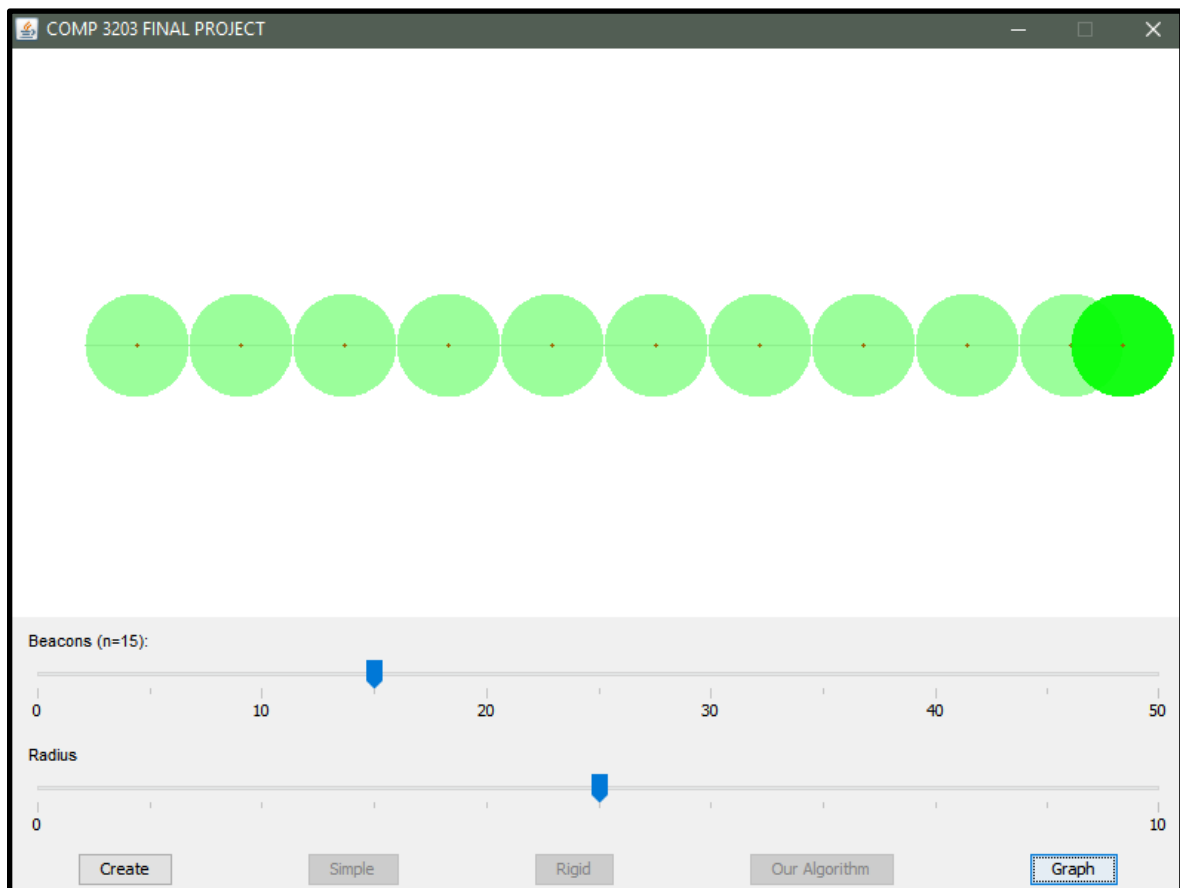 COMP 3203 FINAL PROJECT
Beacons (n=15):
0 10 20 30 40 50
Radius
0 10
Create Simple Rigid Our Algorithm Graph